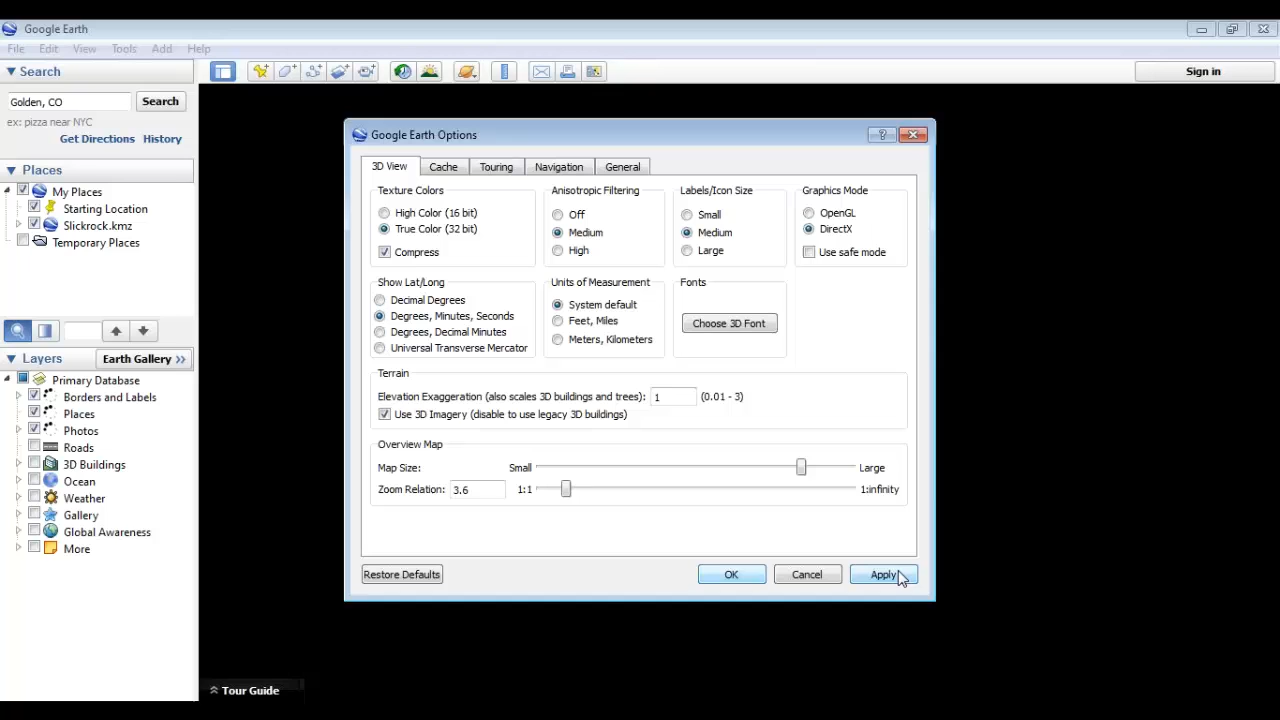 Google Earth
File Edit View Tools Add Help
Search
Sign in
Golden, CO Search
ex: pizza near NYC
Get Directions History
Places
My Places
Starting Location
Slickrock.kmz
Temporary Places
Layers Earth Gallery >>
Primary Database
Borders and Labels
Places
Photos
Roads
3D Buildings
Ocean
Weather
Gallery
Global Awareness
More
Google Earth Options
3D View Cache Touring Navigation General
Texture Colors
High Color (16 bit)
True Color (32 bit)
Compress
Anisotropic Filtering
Off
Medium
High
Labels/Icon Size
Small
Medium
Large
Graphics Mode
OpenGL
DirectX
Use safe mode
Show Lat/Long
Decimal Degrees
Degrees, Minutes, Seconds
Degrees, Decimal Minutes
Universal Transverse Mercator
Units of Measurement
System default
Feet, Miles
Meters, Kilometers
Fonts
Choose 3D Font
Terrain
Elevation Exaggeration (also scales 3D buildings and trees): 1 (0.01 - 3)
Use 3D Imagery (disable to use legacy 3D buildings)
Overview Map
Map Size: Small Large
Zoom Relation: 3.6 1:1 1:infinity
Restore Defaults OK Cancel Apply
Tour Guide